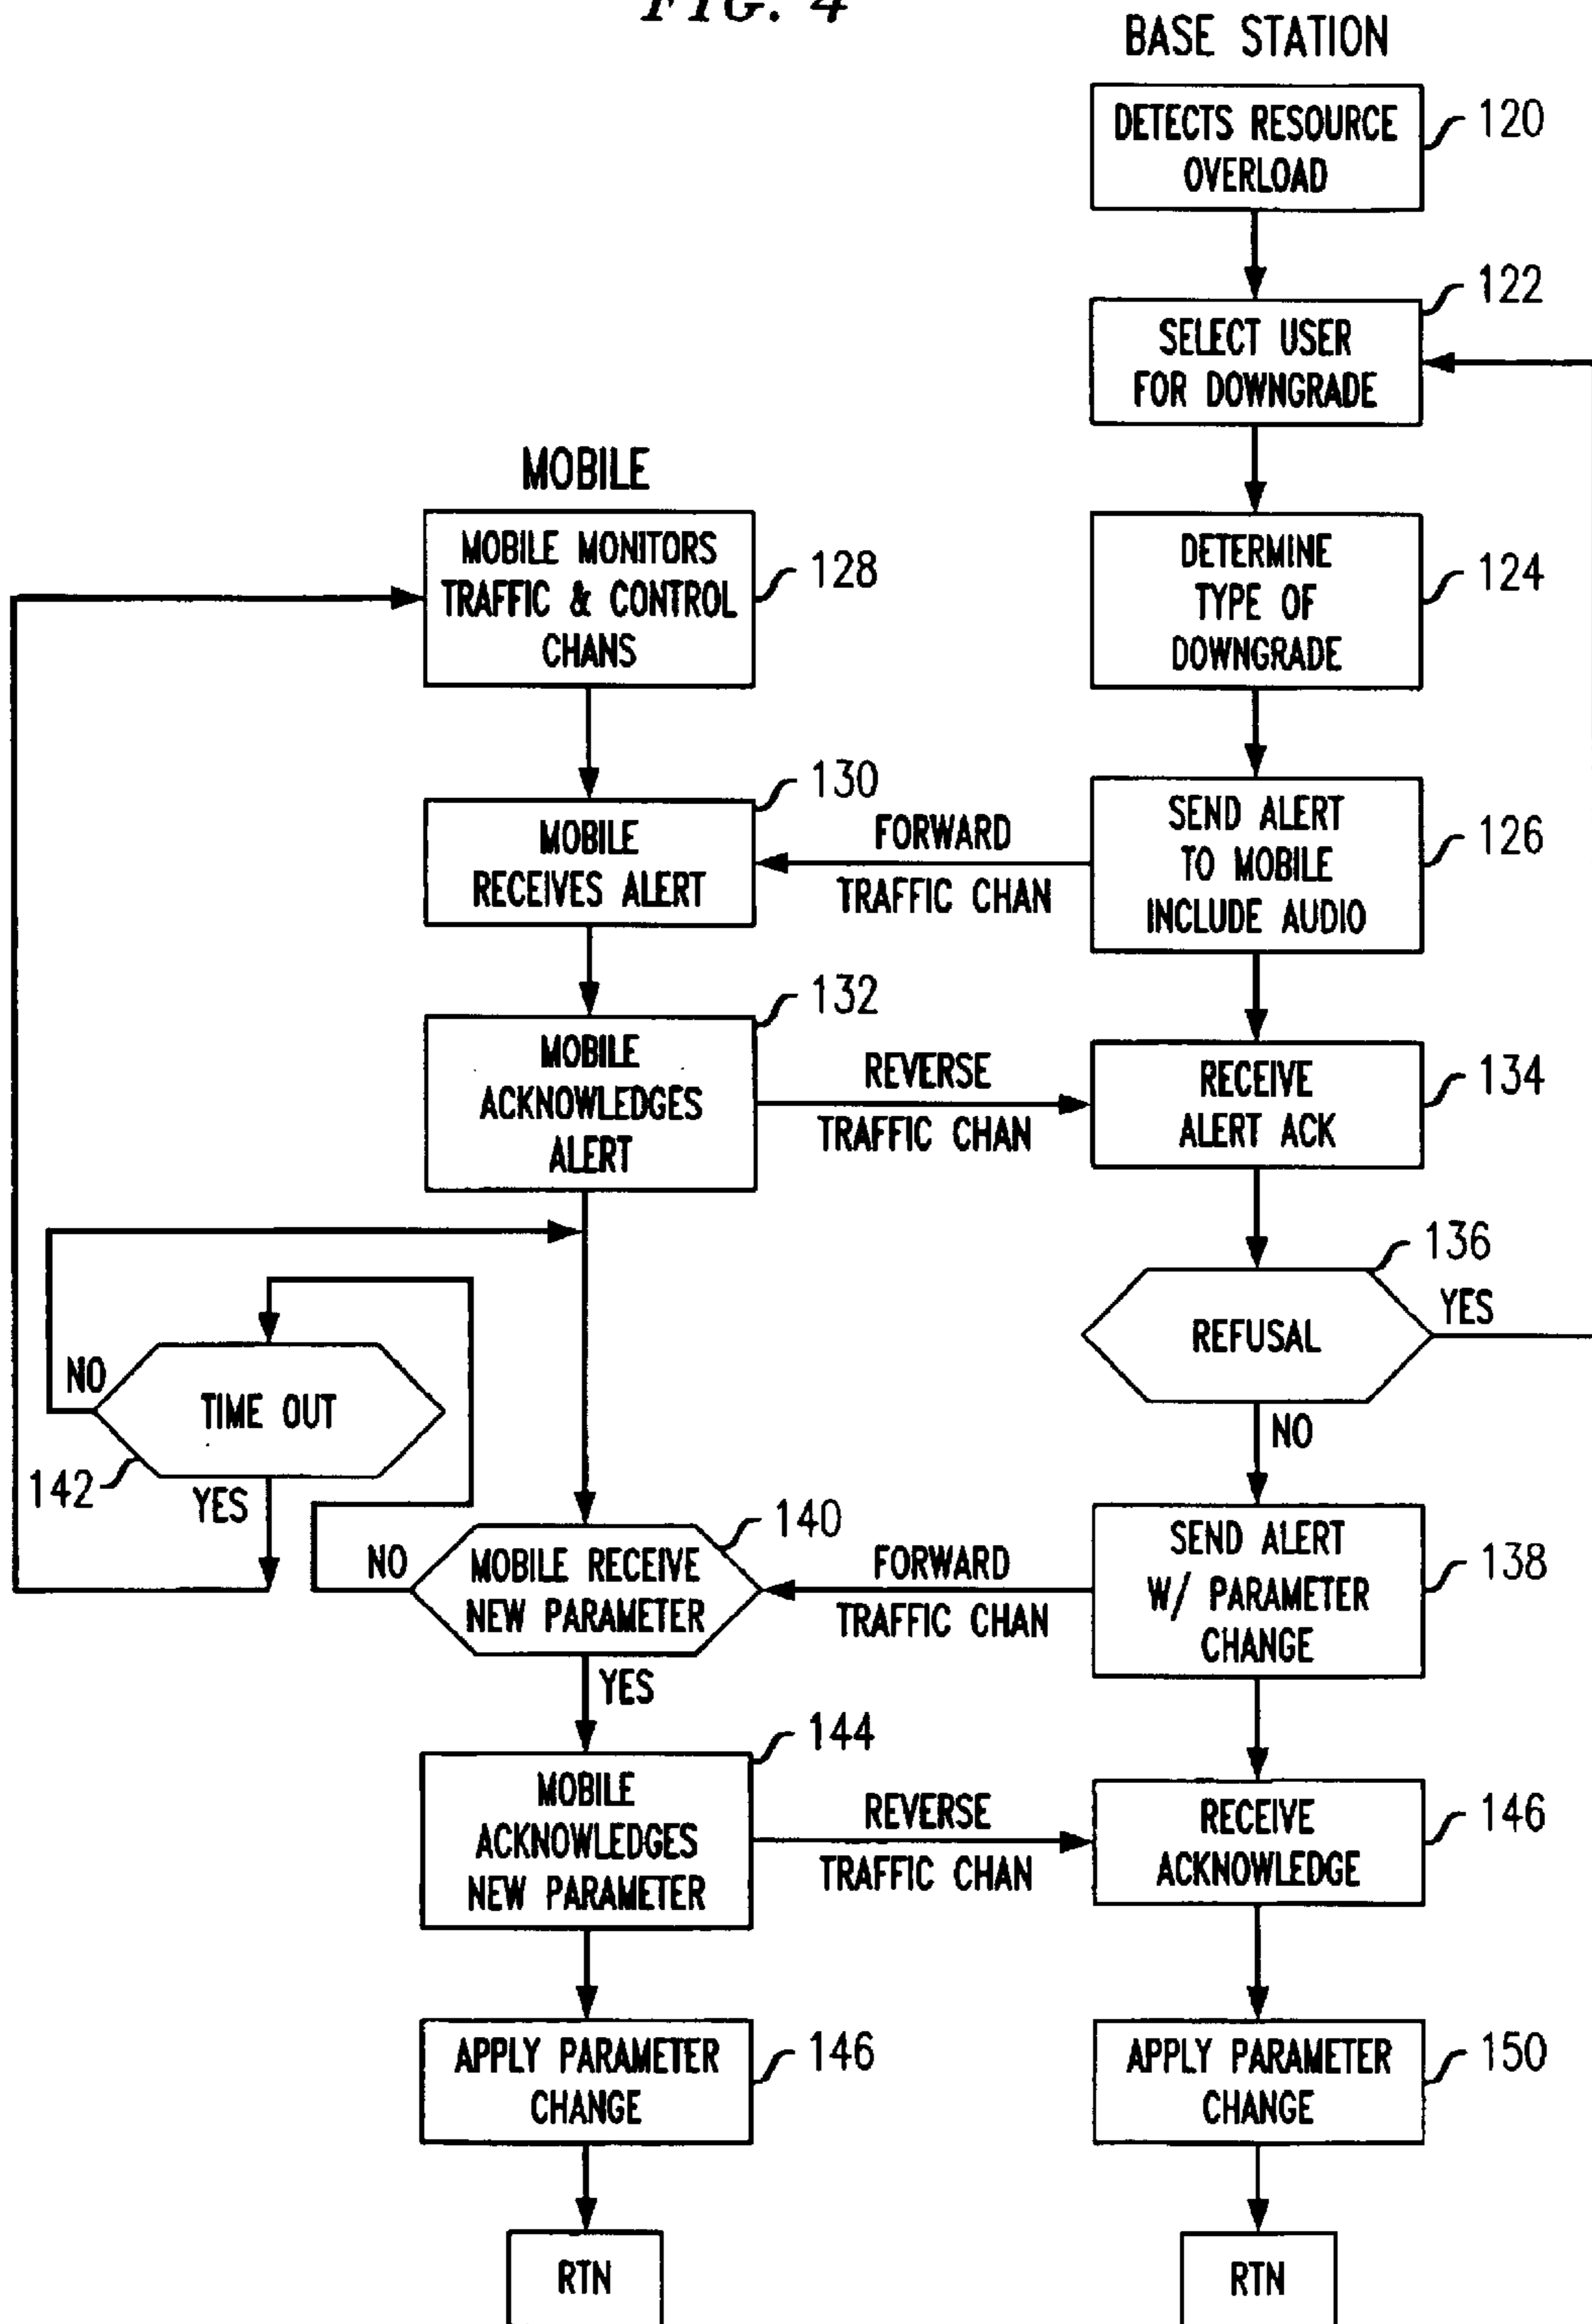 FIG. 4
BASE STATION
DETECTS RESOURCE
OVERLOAD
120
SELECT USER
FOR DOWNGRADE
122
DETERMINE
TYPE OF
DOWNGRADE
124
SEND ALERT
TO MOBILE
INCLUDE AUDIO
126
MOBILE
MOBILE MONITORS
TRAFFIC & CONTROL
CHANS
128
MOBILE
RECEIVES ALERT
130
FORWARD
TRAFFIC CHAN
MOBILE
ACKNOWLEDGES
ALERT
132
REVERSE
TRAFFIC CHAN
RECEIVE
ALERT ACK
134
REFUSAL
136
YES
NO
TIME OUT
142
NO
YES
MOBILE RECEIVE
NEW PARAMETER
140
NO
YES
FORWARD
TRAFFIC CHAN
SEND ALERT
W/ PARAMETER
CHANGE
138
MOBILE
ACKNOWLEDGES
NEW PARAMETER
144
REVERSE
TRAFFIC CHAN
RECEIVE
ACKNOWLEDGE
146
APPLY PARAMETER
CHANGE
146
APPLY PARAMETER
CHANGE
150
RTN
RTN